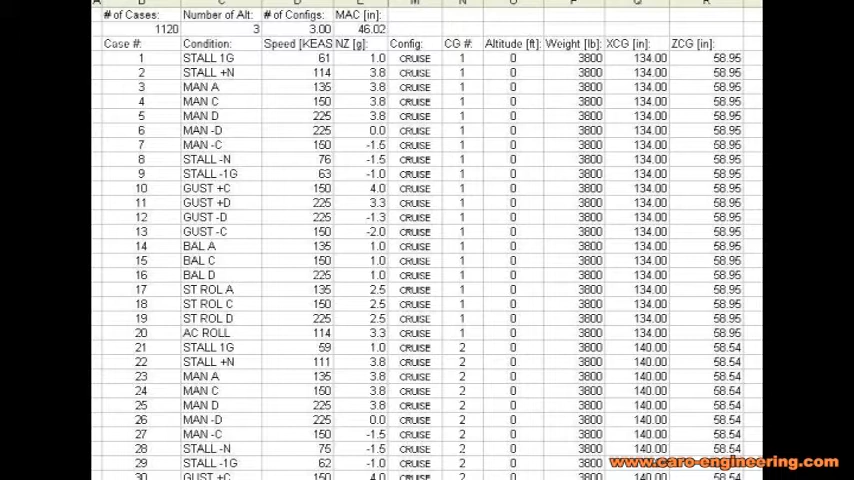 # of Cases: Number of Alt: # of Configs: MAC [in]:
1120 3 3.00 46.02
Case #: Condition: Speed [KEAS NZ [g]: Config: CG #: Altitude [ft]: Weight [lb]: XCG [in]: ZCG [in]:
1 STALL 1G 61 1.0 CRUISE 1 0 3800 134.00 58.95
2 STALL +N 114 3.8 CRUISE 1 0 3800 134.00 58.95
3 MAN A 135 3.8 CRUISE 1 0 3800 134.00 58.95
4 MAN C 150 3.8 CRUISE 1 0 3800 134.00 58.95
5 MAN D 225 3.8 CRUISE 1 0 3800 134.00 58.95
6 MAN -D 225 0.0 CRUISE 1 0 3800 134.00 58.95
7 MAN -C 150 -1.5 CRUISE 1 0 3800 134.00 58.95
8 STALL -N 76 -1.5 CRUISE 1 0 3800 134.00 58.95
9 STALL -1G 63 -1.0 CRUISE 1 0 3800 134.00 58.95
10 GUST +C 150 4.0 CRUISE 1 0 3800 134.00 58.95
11 GUST +D 225 3.3 CRUISE 1 0 3800 134.00 58.95
12 GUST -D 225 -1.3 CRUISE 1 0 3800 134.00 58.95
13 GUST -C 150 -2.0 CRUISE 1 0 3800 134.00 58.95
14 BAL A 135 1.0 CRUISE 1 0 3800 134.00 58.95
15 BAL C 150 1.0 CRUISE 1 0 3800 134.00 58.95
16 BAL D 225 1.0 CRUISE 1 0 3800 134.00 58.95
17 ST ROL A 135 2.5 CRUISE 1 0 3800 134.00 58.95
18 ST ROL C 150 2.5 CRUISE 1 0 3800 134.00 58.95
19 ST ROL D 225 2.5 CRUISE 1 0 3800 134.00 58.95
20 AC ROLL 114 3.3 CRUISE 1 0 3800 134.00 58.95
21 STALL 1G 59 1.0 CRUISE 2 0 3800 140.00 58.54
22 STALL +N 111 3.8 CRUISE 2 0 3800 140.00 58.54
23 MAN A 135 3.8 CRUISE 2 0 3800 140.00 58.54
24 MAN C 150 3.8 CRUISE 2 0 3800 140.00 58.54
25 MAN D 225 3.8 CRUISE 2 0 3800 140.00 58.54
26 MAN -D 225 0.0 CRUISE 2 0 3800 140.00 58.54
27 MAN -C 150 -1.5 CRUISE 2 0 3800 140.00 58.54
28 STALL -N 75 -1.5 CRUISE 2 0 3800 140.00 58.54
29 STALL -1G 62 -1.0 CRUISE 2 0 3800
www.caro-engineering.com
30 GUST +C 150 4.0 CRUISE 2 0 3800 140.00 58.54